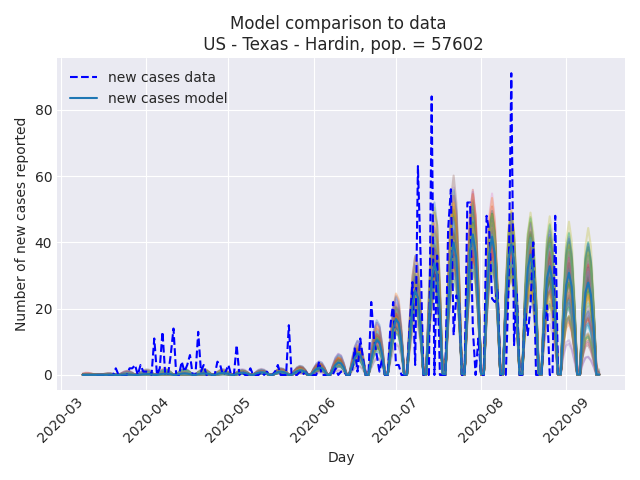 Model comparison to data
US - Texas - Hardin, pop. = 57602
new cases data
new cases model
Number of new cases reported
80
60
40
20
0
2020-03
2020-04
2020-05
2020-06
2020-07
2020-08
2020-09
Day